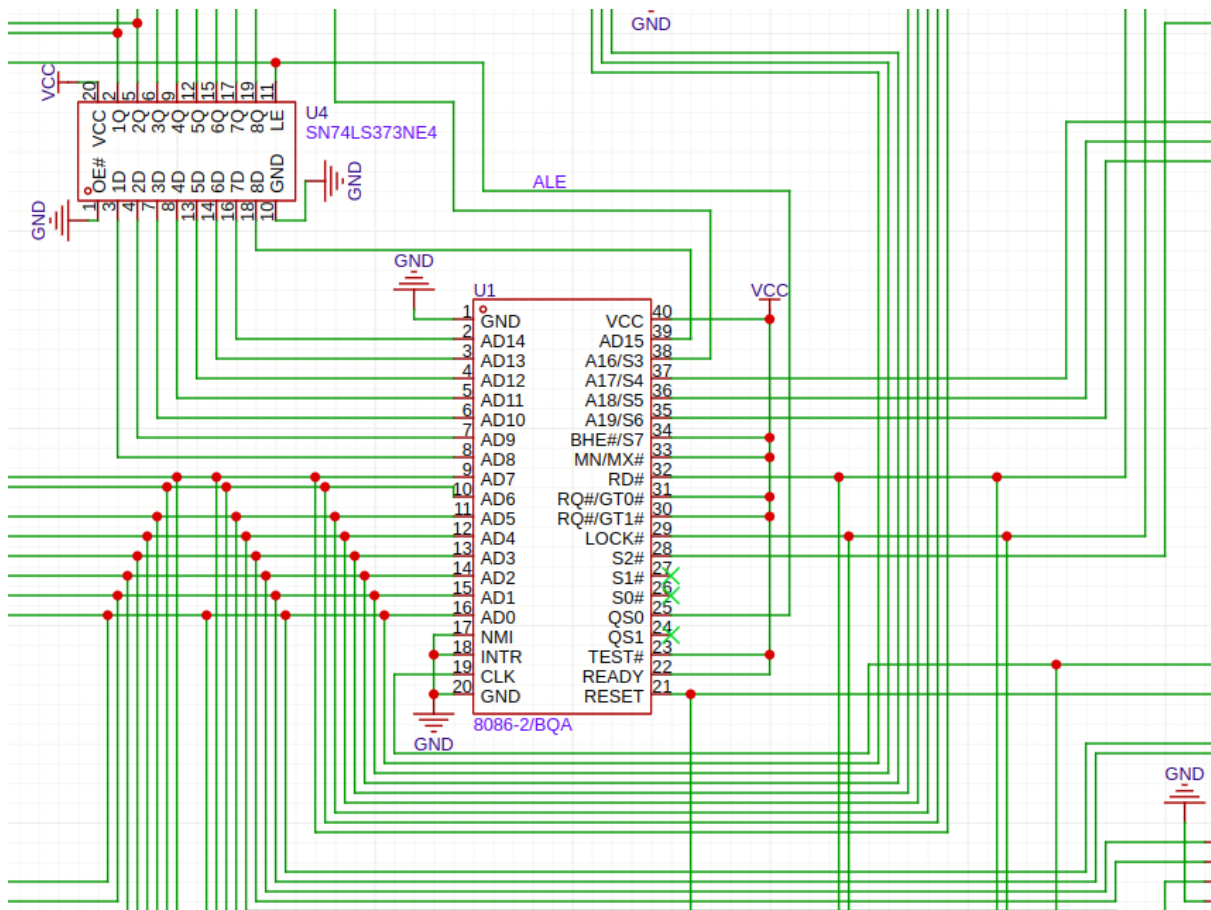 GND
VCC
20 2 5 6 9 12 15 16 19 11
VCC 1Q 2Q 3Q 4Q 5Q 6Q 7Q 8Q LE
U4
SN74LS373NE4
OE# 1D 2D 3D 4D 5D 6D 7D 8D GND
1 3 4 7 8 13 14 17 18 10
GND
GND
ALE
GND
U1
VCC
1 GND VCC 40
2 AD14 AD15 39
3 AD13 A16/S3 38
4 AD12 A17/S4 37
5 AD11 A18/S5 36
6 AD10 A19/S6 35
7 AD9 BHE#/S7 34
8 AD8 MN/MX# 33
9 AD7 RD# 32
10 AD6 RQ#/GT0# 31
11 AD5 RQ#/GT1# 30
12 AD4 LOCK# 29
13 AD3 S2# 28
14 AD2 S1# 27
15 AD1 S0# 26
16 AD0 QS0 25
17 NMI QS1 24
18 INTR TEST# 23
19 CLK READY 22
20 GND RESET 21
8086-2/BQA
GND
GND